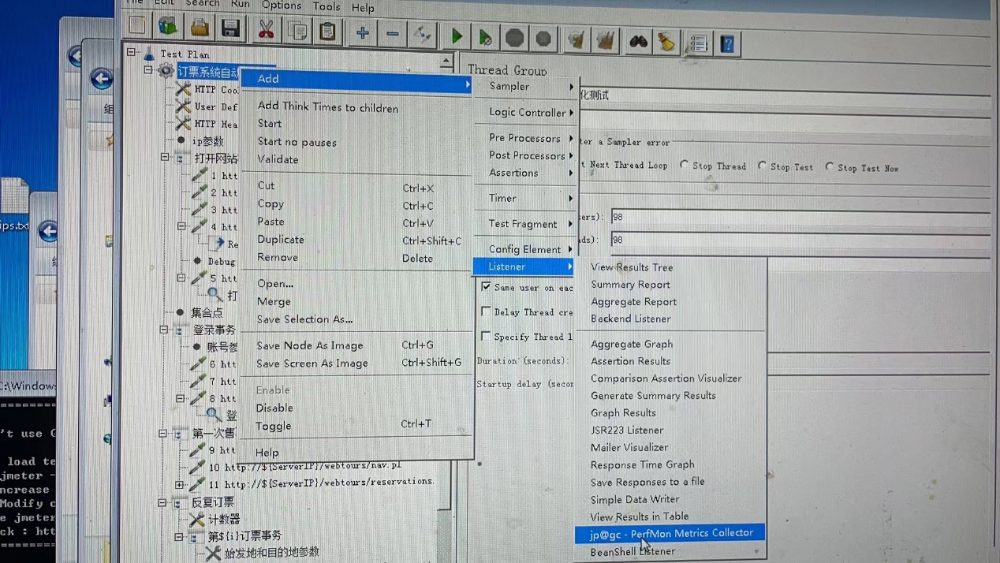 Edit Search Run Options Tools Help
Test Plan
订票系统自动
HTTP Coo
User Def
HTTP Hea
ip参数
打开网站
1 htt
2 htt
3 htt
4 htt
Re
Debug
5 htt
打
集合点
登录事务
账号参
6 htt
7 htt
8 htt
登
第一次售
9 htt
10 http://${ServerIP}/webtours/nav.pl
11 http://${ServerIP}/webtours/reservations.
反复订票
计数器
第${i}订票事务
始发地和目的地参数
Add
Add Think Times to children
Start
Start no pauses
Validate
Cut Ctrl+X
Copy Ctrl+C
Paste Ctrl+V
Duplicate Ctrl+Shift+C
Remove Delete
Open...
Merge
Save Selection As...
Save Node As Image Ctrl+G
Save Screen As Image Ctrl+Shift+G
Enable
Disable
Toggle Ctrl+T
Help
Thread Group
Sampler
Logic Controller
Pre Processors
Post Processors
Assertions
Timer
Test Fragment
Config Element
Listener
化测试
ter a Sampler error
t Next Thread Loop Stop Thread Stop Test Stop Test Now
ers): 98
ds): 98
Same user on eac
Delay Thread cre
Specify Thread l
Duration (seconds):
Startup delay (secon
View Results Tree
Summary Report
Aggregate Report
Backend Listener
Aggregate Graph
Assertion Results
Comparison Assertion Visualizer
Generate Summary Results
Graph Results
JSR223 Listener
Mailer Visualizer
Response Time Graph
Save Responses to a file
Simple Data Writer
View Results in Table
jp@gc - PerfMon Metrics Collector
BeanShell Listener
组
ips.txt
C:\Windows
===========
't use G
load te
jmeter -
ncrease
Modify c
e jmeter
ck : htt
===========